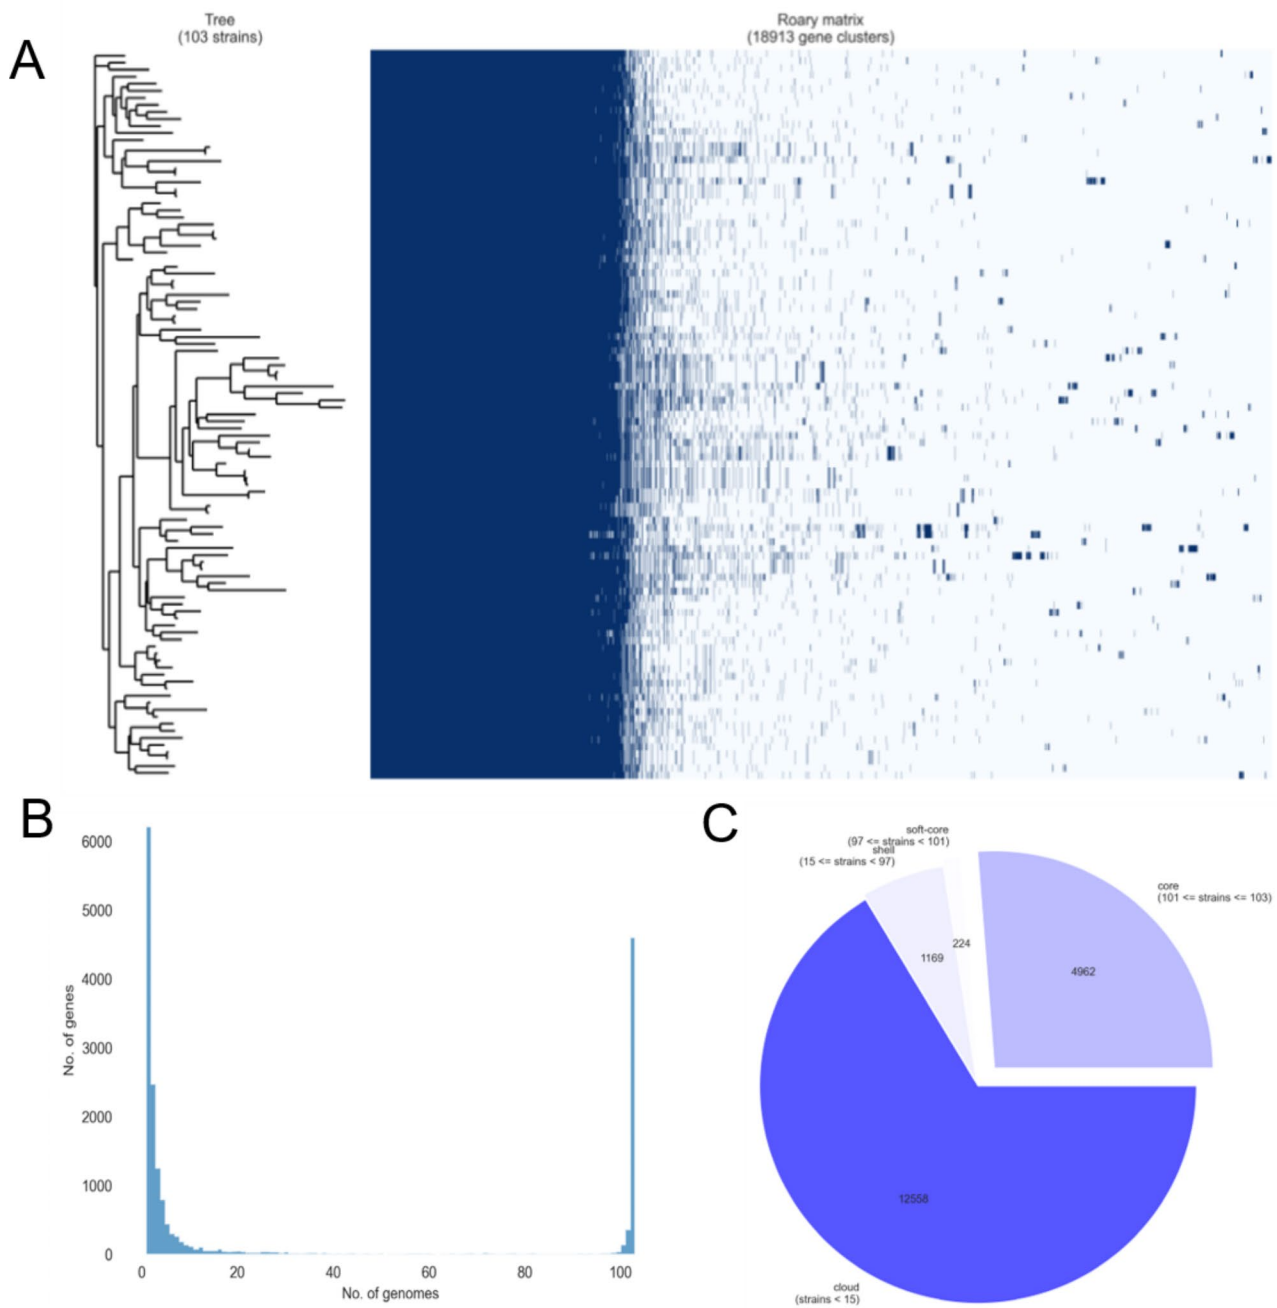 A
Tree
(103 strains)
Roary matrix
(18913 gene clusters)
B
No. of genes
6000
5000
4000
3000
2000
1000
0
0 20 40 60 80 100
No. of genomes
C
soft-core
(97 <= strains < 101)
shell
(15 <= strains < 97)
core
(101 <= strains <= 103)
224
1169
4962
12558
cloud
(strains < 15)